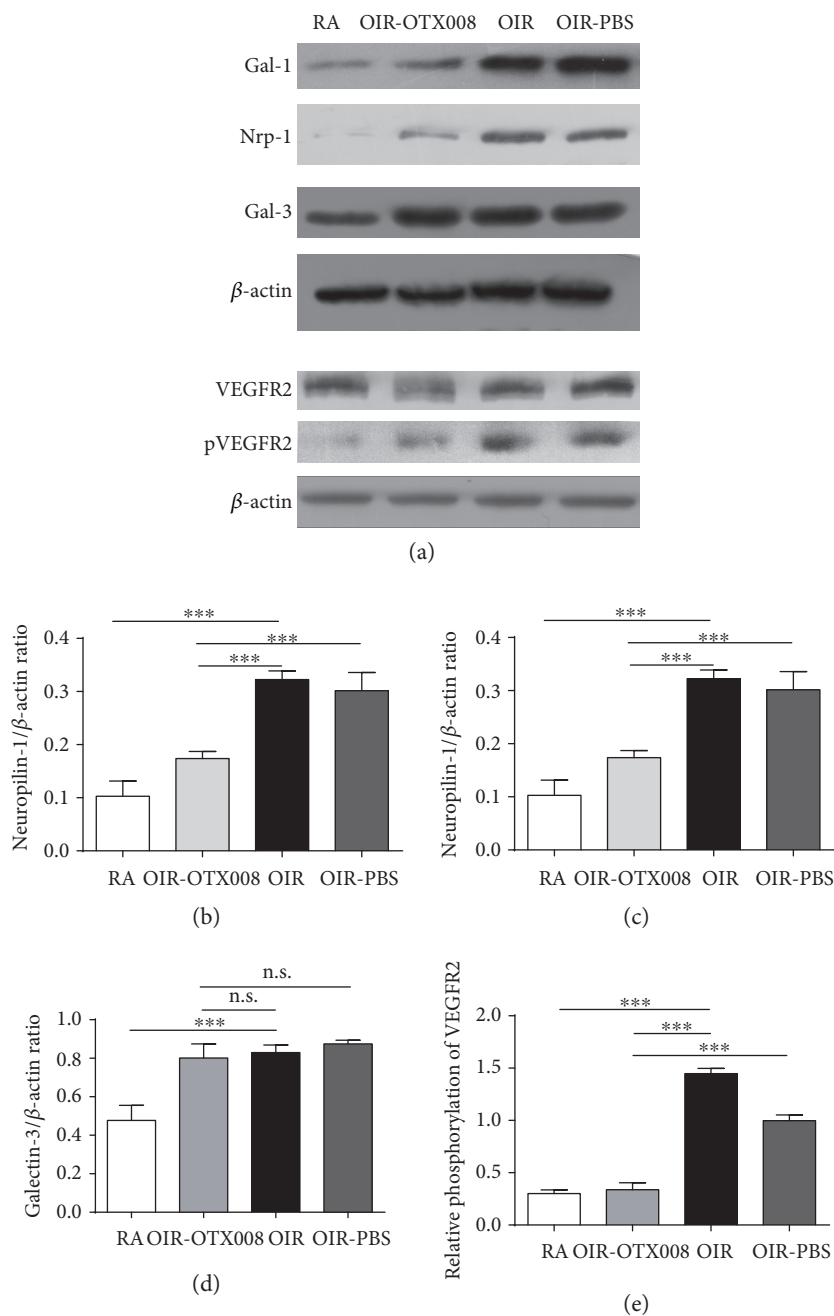 RA OIR-OTX008 OIR OIR-PBS
Gal-1
Nrp-1
Gal-3
β-actin
VEGFR2
pVEGFR2
β-actin
(a)
***
***
***
0.4
0.3
0.2
0.1
0.0
Neuropilin-1/β-actin ratio
RA OIR-OTX008 OIR OIR-PBS
(b)
***
***
***
0.4
0.3
0.2
0.1
0.0
Neuropilin-1/β-actin ratio
RA OIR-OTX008 OIR OIR-PBS
(c)
n.s.
n.s.
***
1.0
0.8
0.6
0.4
0.2
0.0
Galectin-3/β-actin ratio
RA OIR-OTX008 OIR OIR-PBS
(d)
***
***
***
2.0
1.5
1.0
0.5
0.0
Relative phosphorylation of VEGFR2
RA OIR-OTX008 OIR OIR-PBS
(e)